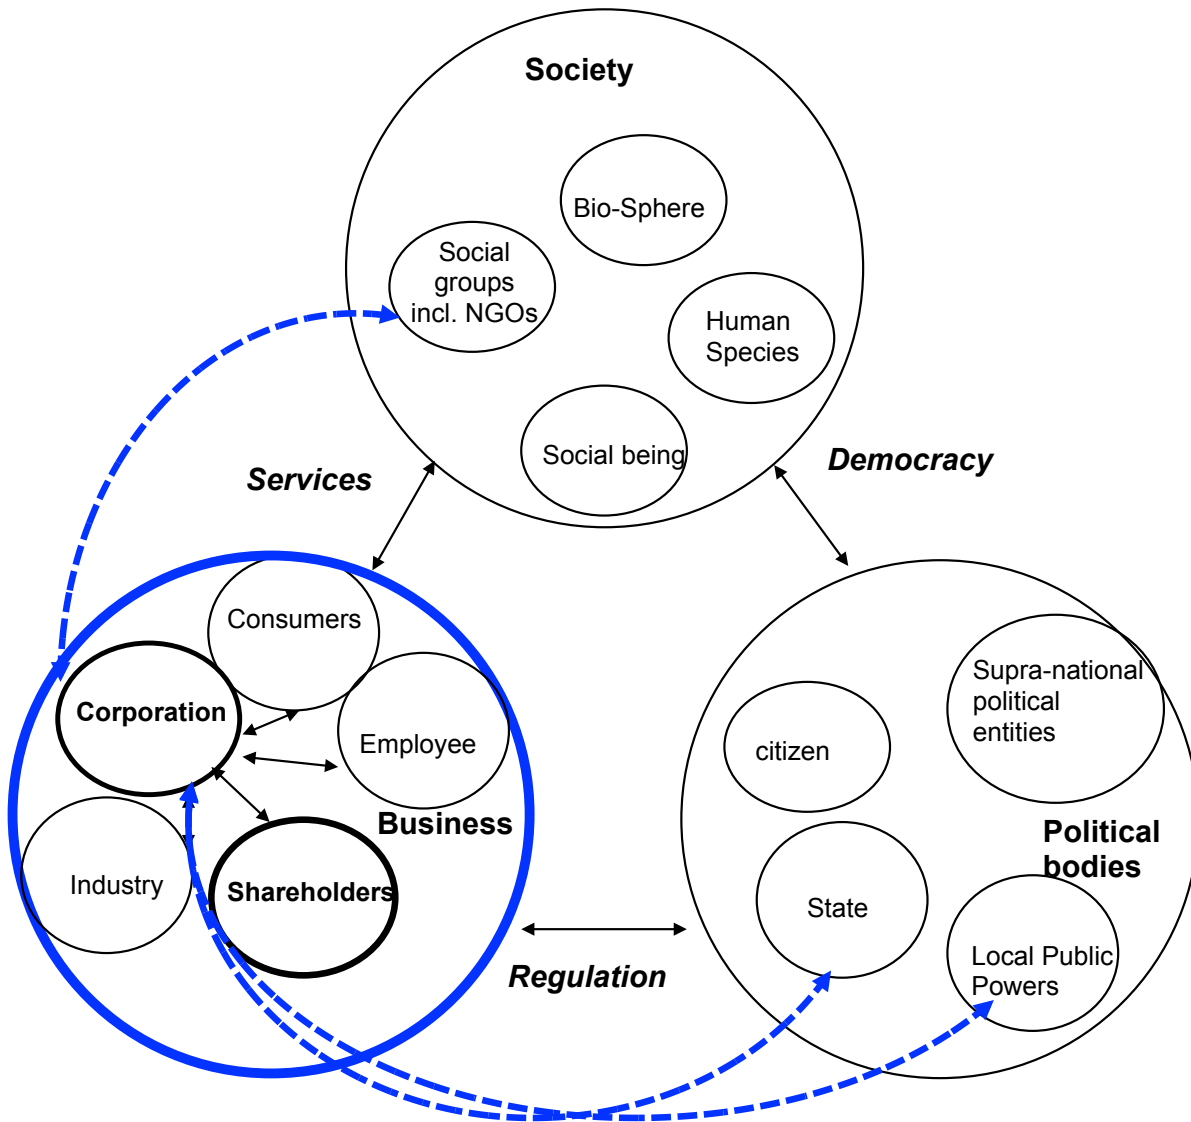 Society
Bio-Sphere
Social
groups
incl. NGOs
Human
Species
Social being
Services
Democracy
Consumers
Corporation
Employee
Business
Industry
Shareholders
Regulation
Supra-national
political
entities
citizen
Political
bodies
State
Local Public
Powers